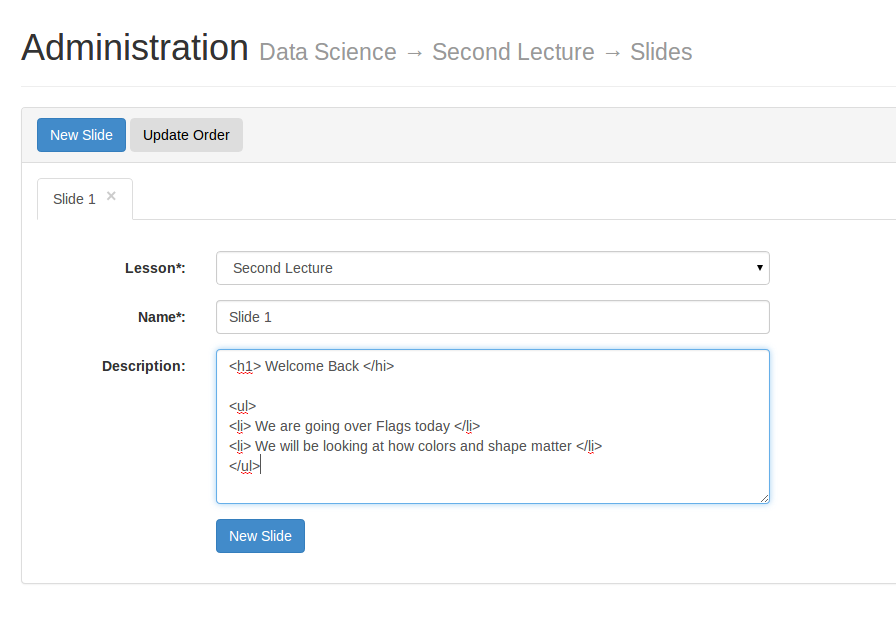 Administration Data Science → Second Lecture → Slides
New Slide Update Order
Slide 1 ×
Lesson*: Second Lecture
Name*: Slide 1
Description: <h1> Welcome Back </hi>
<ul>
<li> We are going over Flags today </li>
<li> We will be looking at how colors and shape matter </li>
</ul>
New Slide